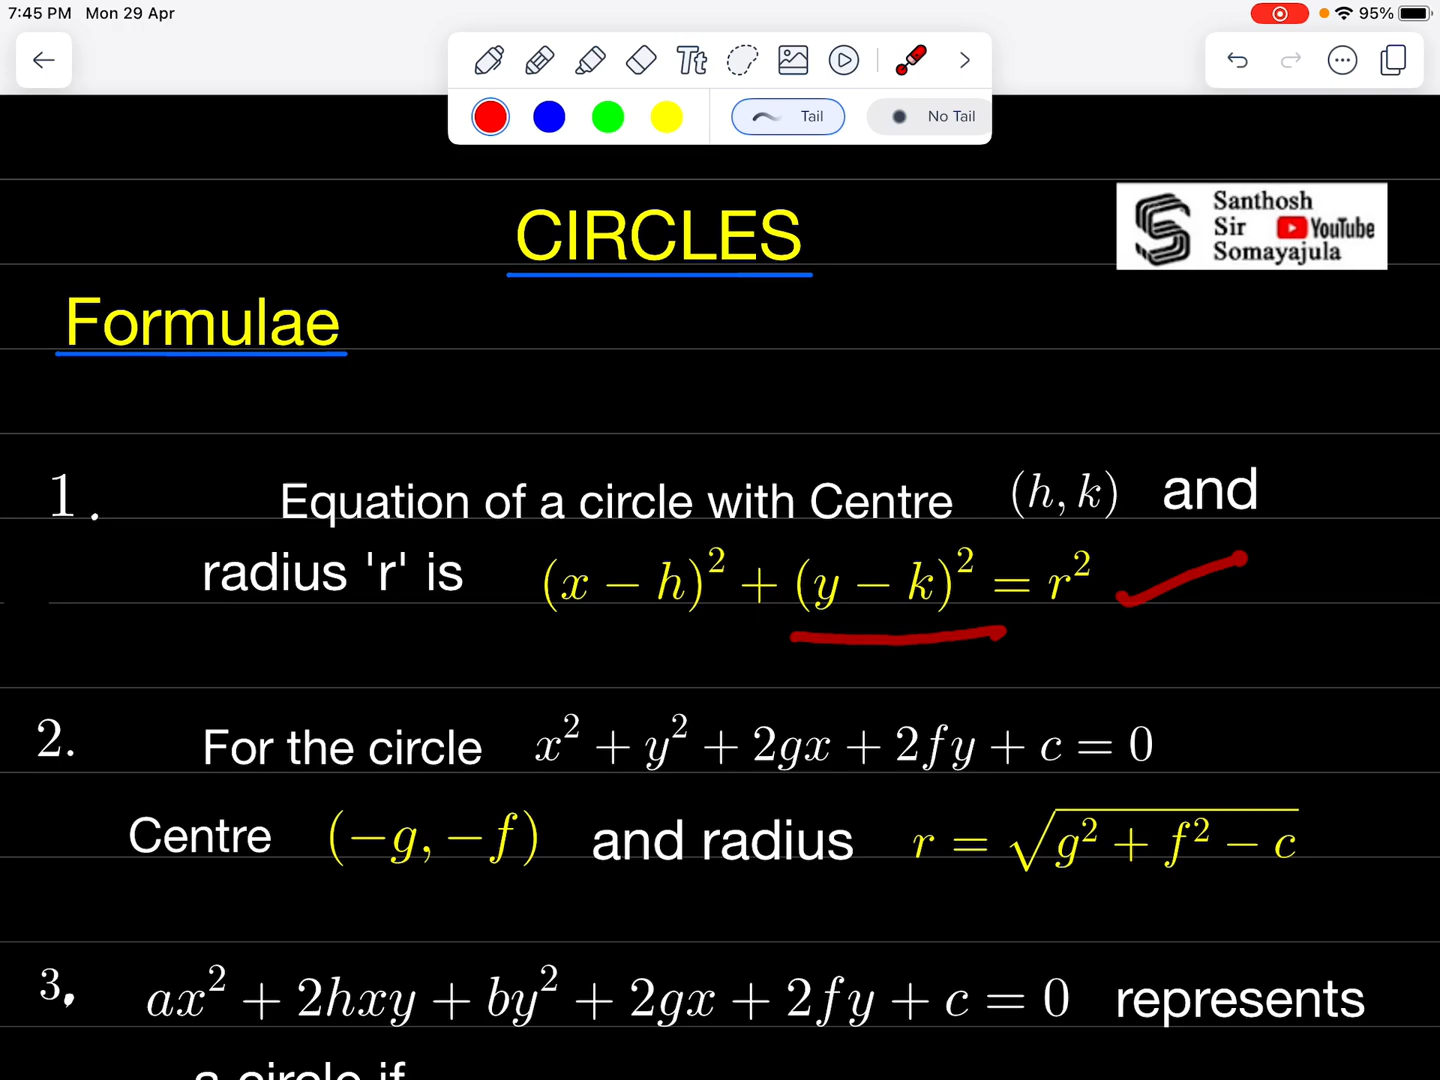 7:45 PM Mon 29 Apr 95%
Tt
Tail No Tail
CIRCLES
Santhosh
Sir YouTube
Somayajula
Formulae
1. Equation of a circle with Centre (h, k) and
radius 'r' is (x − h)² + (y − k)² = r²
2. For the circle x² + y² + 2gx + 2fy + c = 0
Centre (−g, −f) and radius r = √(g² + f² − c)
3. ax² + 2hxy + by² + 2gx + 2fy + c = 0 represents
a circle if